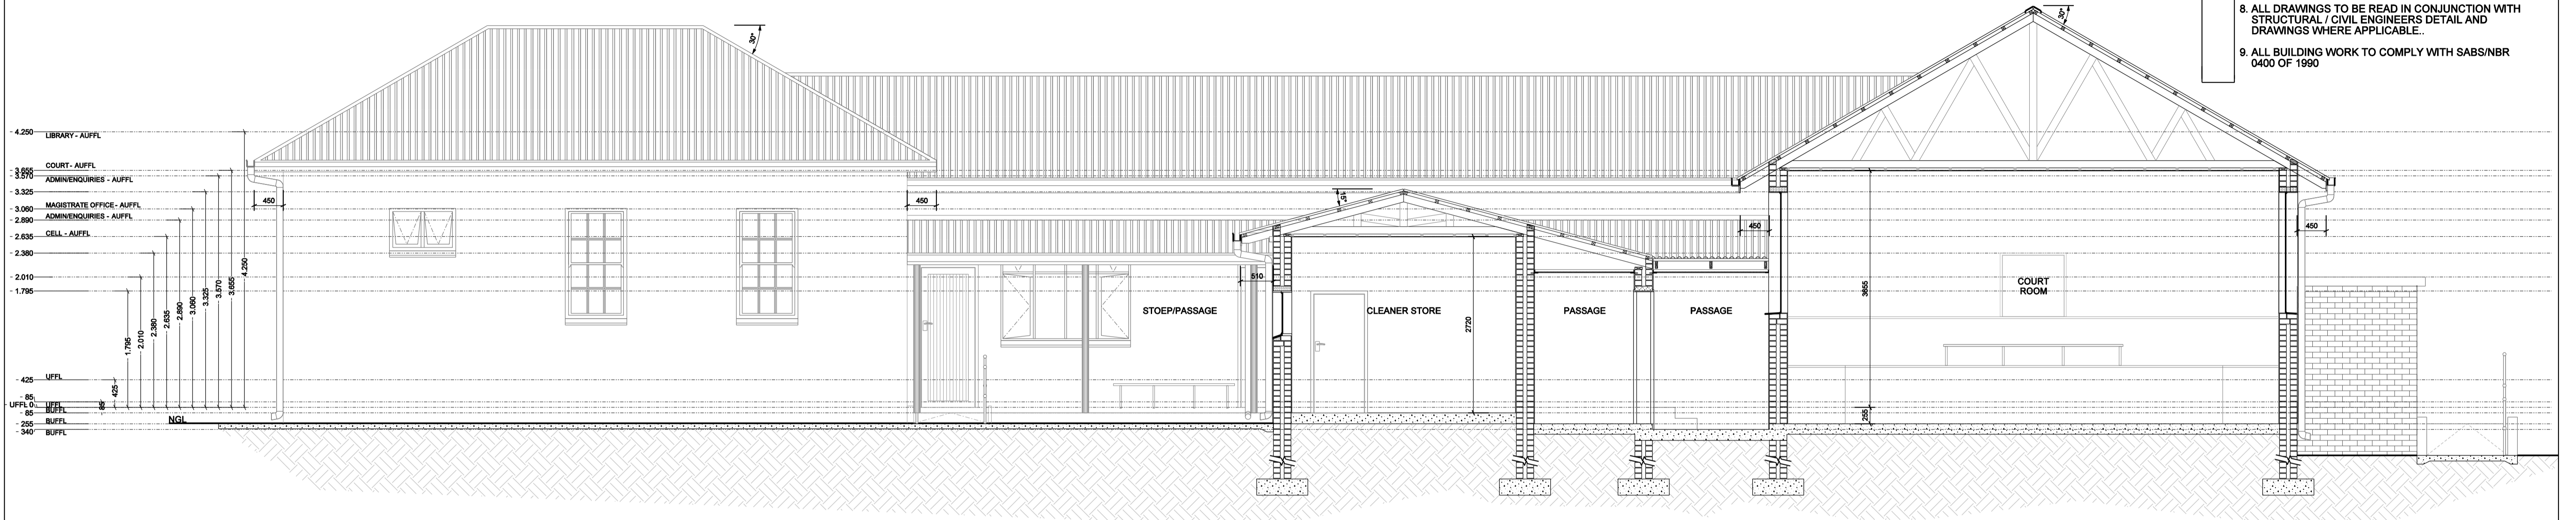 8. ALL DRAWINGS TO BE READ IN CONJUNCTION WITH
STRUCTURAL / CIVIL ENGINEERS DETAIL AND
DRAWINGS WHERE APPLICABLE..
9. ALL BUILDING WORK TO COMPLY WITH SABS/NBR
0400 OF 1990
30°
30°
4.250
LIBRARY - AUFFL
COURT - AUFFL
3.655
3.570
ADMIN/ENQUIRIES - AUFFL
3.325
MAGISTRATE OFFICE - AUFFL
3.060
ADMIN/ENQUIRIES - AUFFL
2.890
CELL - AUFFL
2.635
2.380
2.010
1.795
425
UFFL
85
UFFL 0
UFFL
85
BUFFL
255
BUFFL
340
BUFFL
85
425
1.795
2.010
2.380
2.635
2.890
3.060
3.325
3.570
3.655
4.250
NGL
450
450
15°
510
450
450
STOEP/PASSAGE
CLEANER STORE
2720
PASSAGE
PASSAGE
3655
255
COURT
ROOM